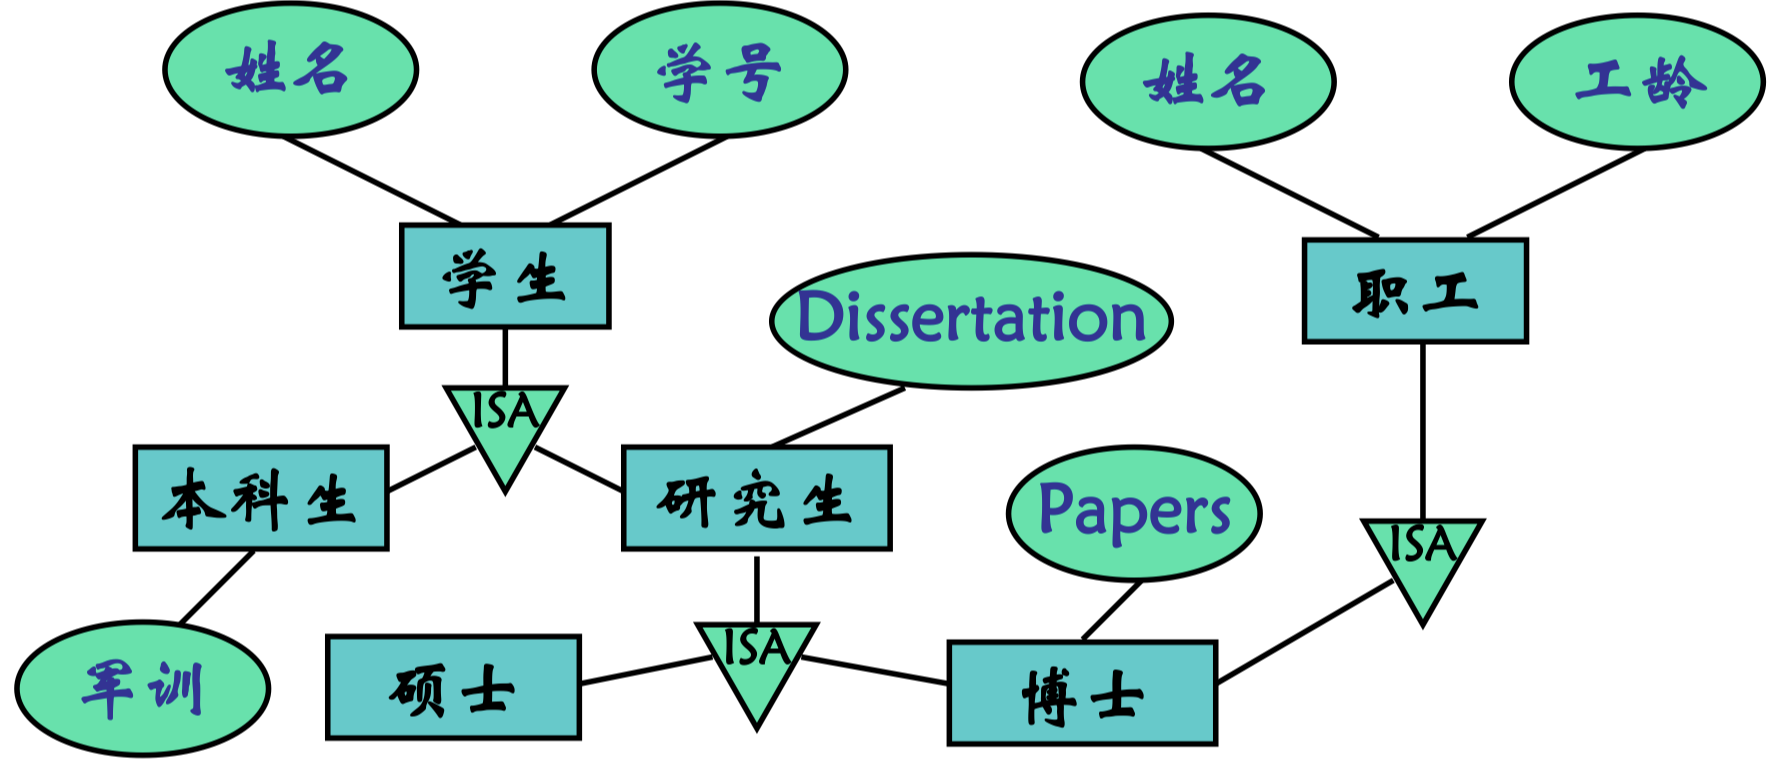 姓名
学号
姓名
工龄
学生
Dissertation
职工
ISA
本科生
研究生
Papers
ISA
军训
硕士
ISA
博士